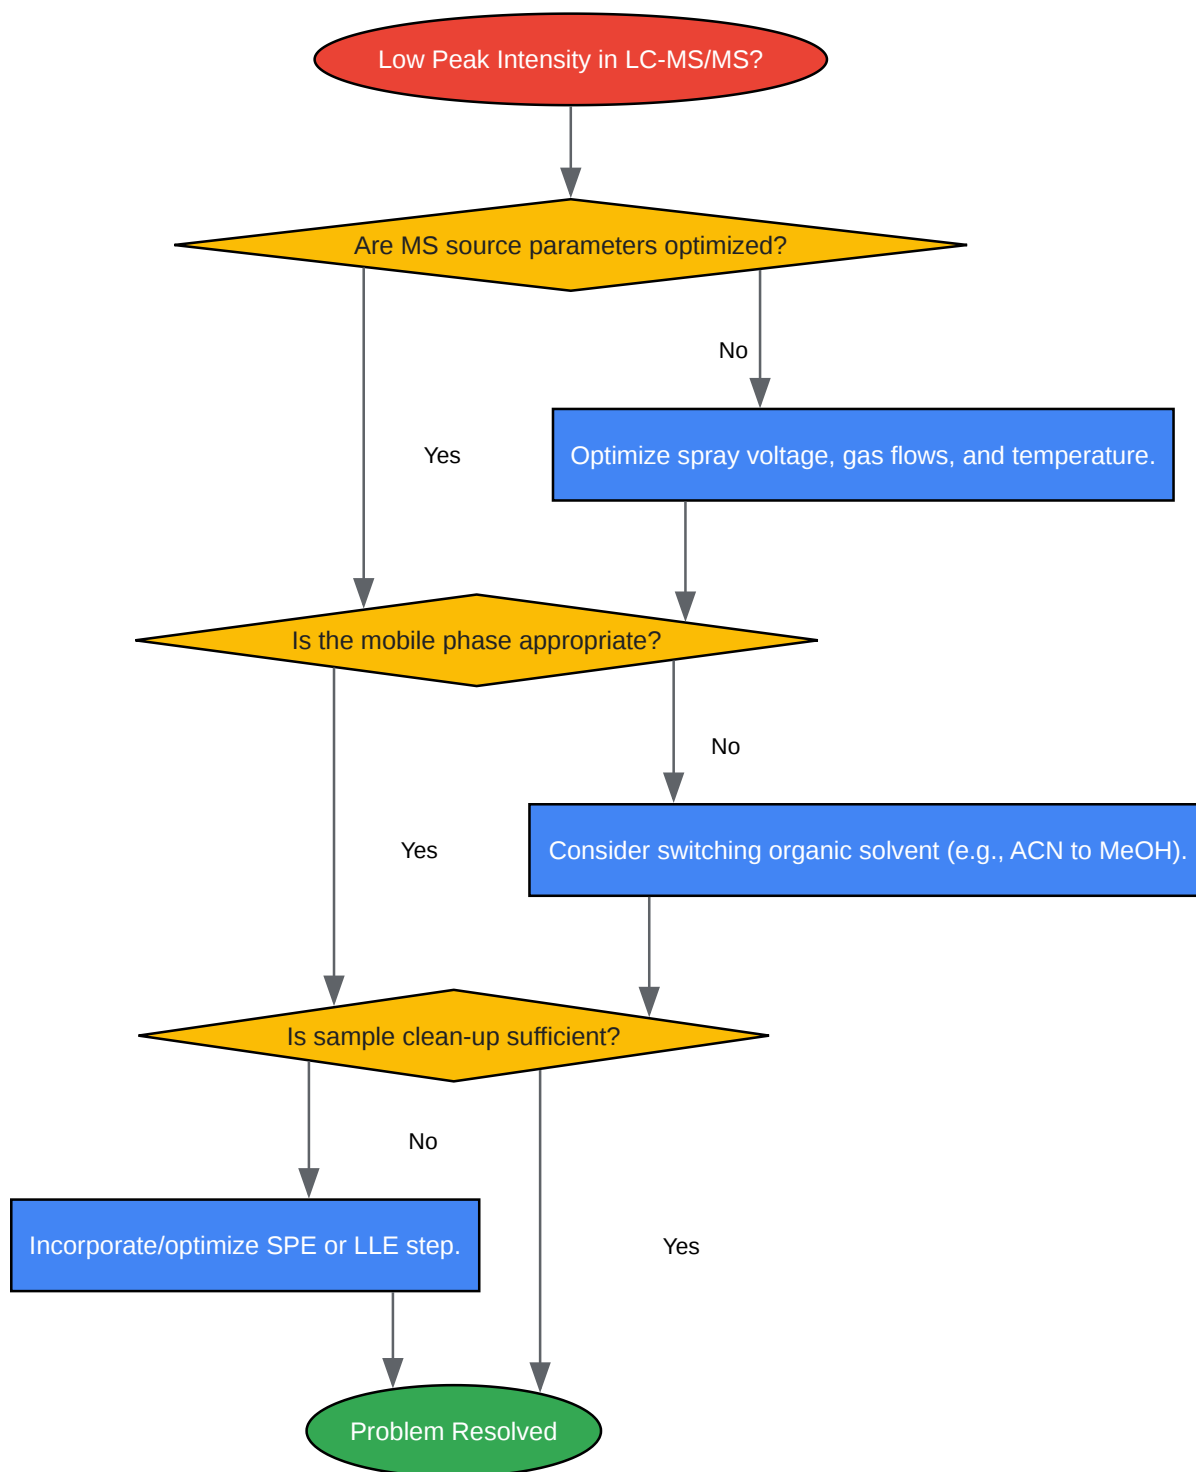 Low Peak Intensity in LC-MS/MS?
Are MS source parameters optimized?
No
Yes
Optimize spray voltage, gas flows, and temperature.
Is the mobile phase appropriate?
No
Yes
Consider switching organic solvent (e.g., ACN to MeOH).
Is sample clean-up sufficient?
No
Incorporate/optimize SPE or LLE step.
Yes
Problem Resolved